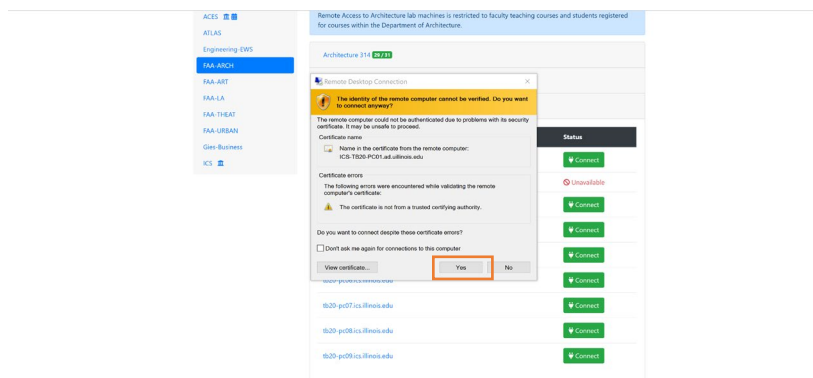 ACES
ATLAS
Engineering-EWS
FAA-ARCH
FAA-ART
FAA-LA
FAA-THEAT
FAA-URBAN
Gies-Business
ICS
Remote Access to Architecture lab machines is restricted to faculty teaching courses and students registered
for courses within the Department of Architecture.
Architecture 314 29 / 31
Remote Desktop Connection
The identity of the remote computer cannot be verified. Do you want
to connect anyway?
The remote computer could not be authenticated due to problems with its security
certificate. It may be unsafe to proceed.
Certificate name
Name in the certificate from the remote computer:
ICS-TB20-PC01.ad.uillinois.edu
Certificate errors
The following errors were encountered while validating the remote
computer's certificate:
The certificate is not from a trusted certifying authority.
Do you want to connect despite these certificate errors?
Don't ask me again for connections to this computer
View certificate... Yes No
Status
Connect
Unavailable
Connect
Connect
Connect
tb20-pc06.ics.illinois.edu Connect
tb20-pc07.ics.illinois.edu Connect
tb20-pc08.ics.illinois.edu Connect
tb20-pc09.ics.illinois.edu Connect